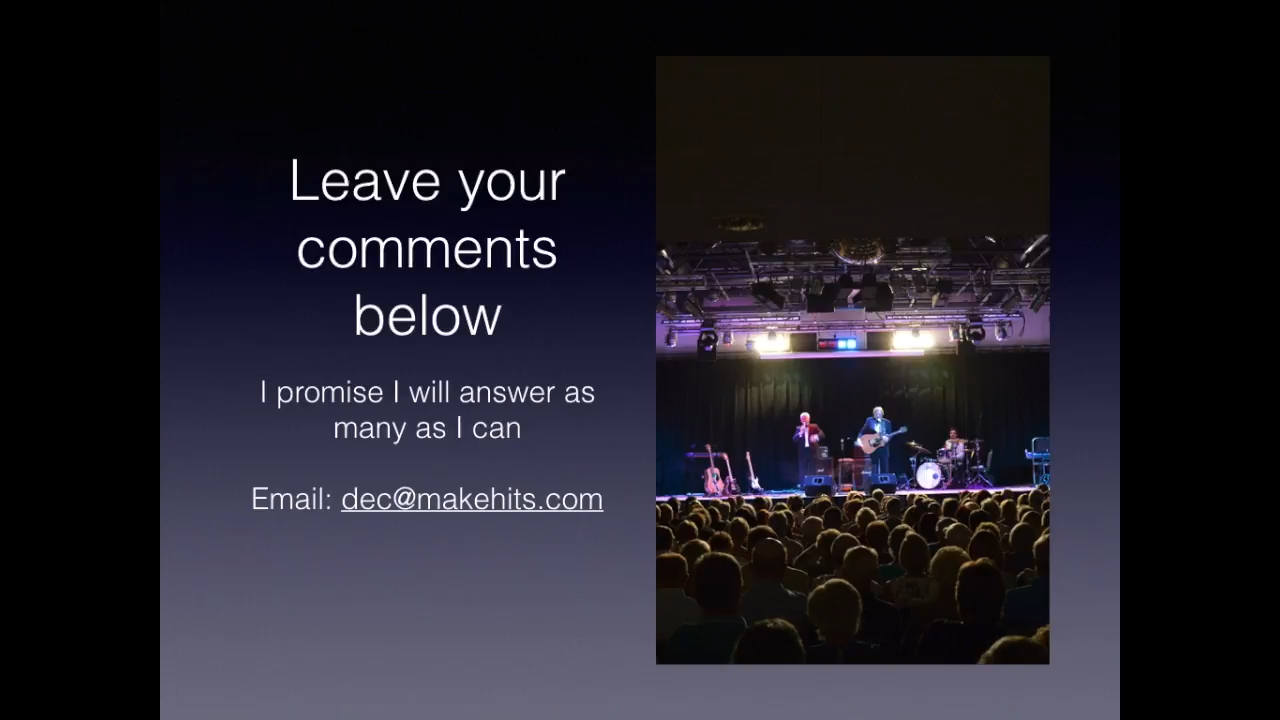 Leave your
comments
below
I promise I will answer as
many as I can
Email: dec@makehits.com